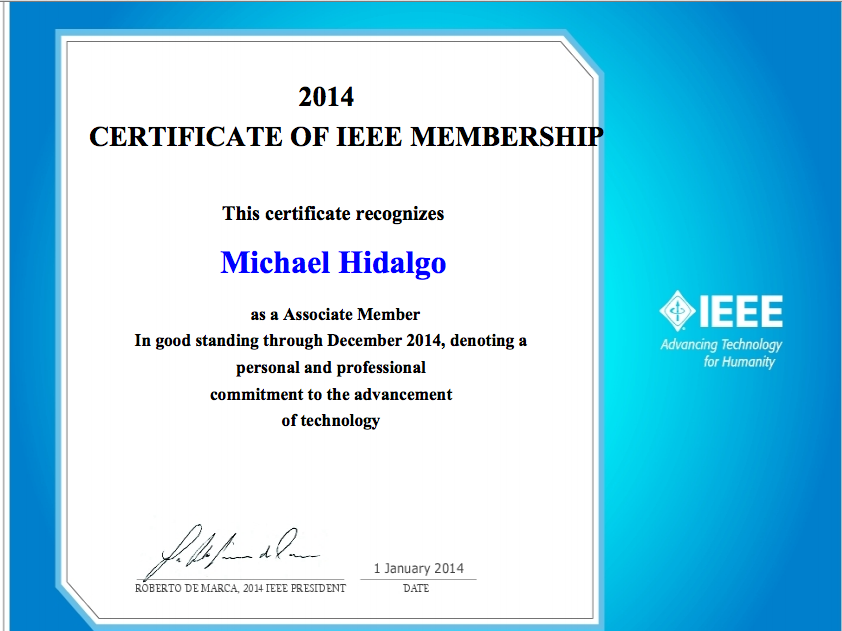 2014
CERTIFICATE OF IEEE MEMBERSHIP
This certificate recognizes
Michael Hidalgo
as a Associate Member
In good standing through December 2014, denoting a
personal and professional
commitment to the advancement
of technology
IEEE
Advancing Technology
for Humanity
1 January 2014
ROBERTO DE MARCA, 2014 IEEE PRESIDENT
DATE